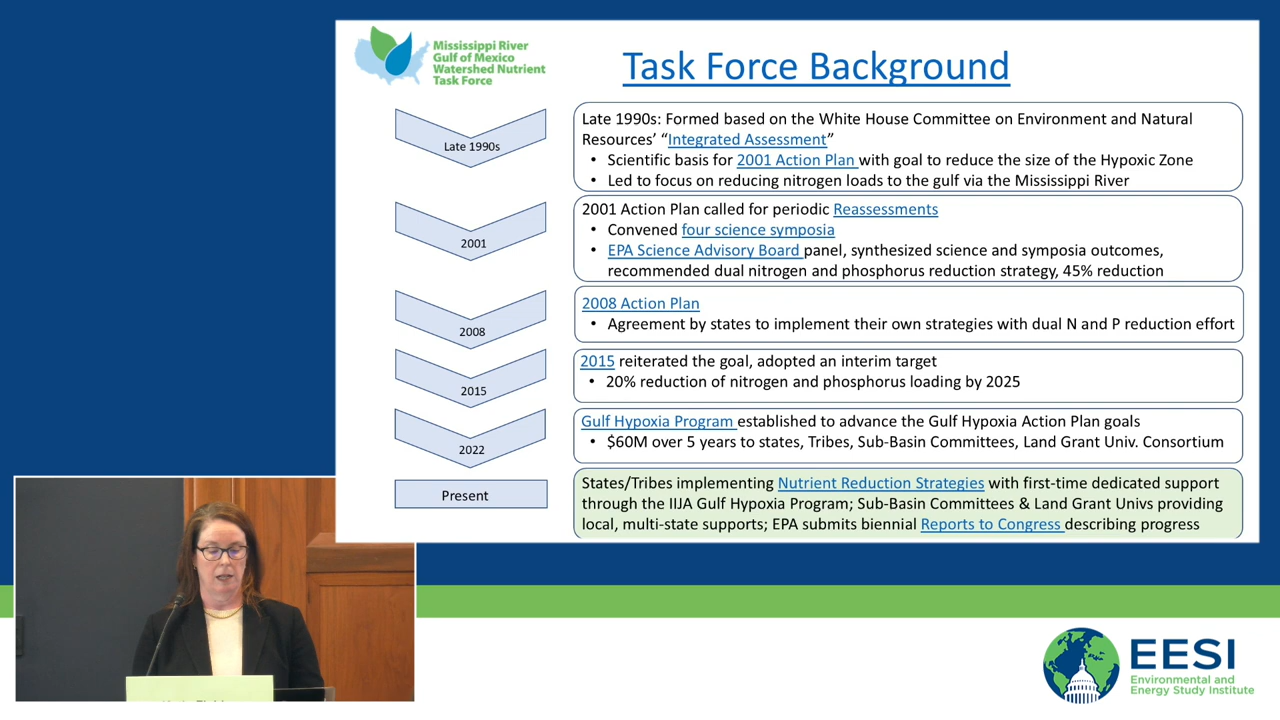 Mississippi River
Gulf of Mexico
Watershed Nutrient
Task Force
Task Force Background
Late 1990s
Late 1990s: Formed based on the White House Committee on Environment and Natural
Resources’ “Integrated Assessment”
• Scientific basis for 2001 Action Plan with goal to reduce the size of the Hypoxic Zone
• Led to focus on reducing nitrogen loads to the gulf via the Mississippi River
2001
2001 Action Plan called for periodic Reassessments
• Convened four science symposia
• EPA Science Advisory Board panel, synthesized science and symposia outcomes,
recommended dual nitrogen and phosphorus reduction strategy, 45% reduction
2008
2008 Action Plan
• Agreement by states to implement their own strategies with dual N and P reduction effort
2015
2015 reiterated the goal, adopted an interim target
• 20% reduction of nitrogen and phosphorus loading by 2025
2022
Gulf Hypoxia Program established to advance the Gulf Hypoxia Action Plan goals
• $60M over 5 years to states, Tribes, Sub-Basin Committees, Land Grant Univ. Consortium
Present
States/Tribes implementing Nutrient Reduction Strategies with first-time dedicated support
through the IIJA Gulf Hypoxia Program; Sub-Basin Committees & Land Grant Univs providing
local, multi-state supports; EPA submits biennial Reports to Congress describing progress
EESI
Environmental and
Energy Study Institute